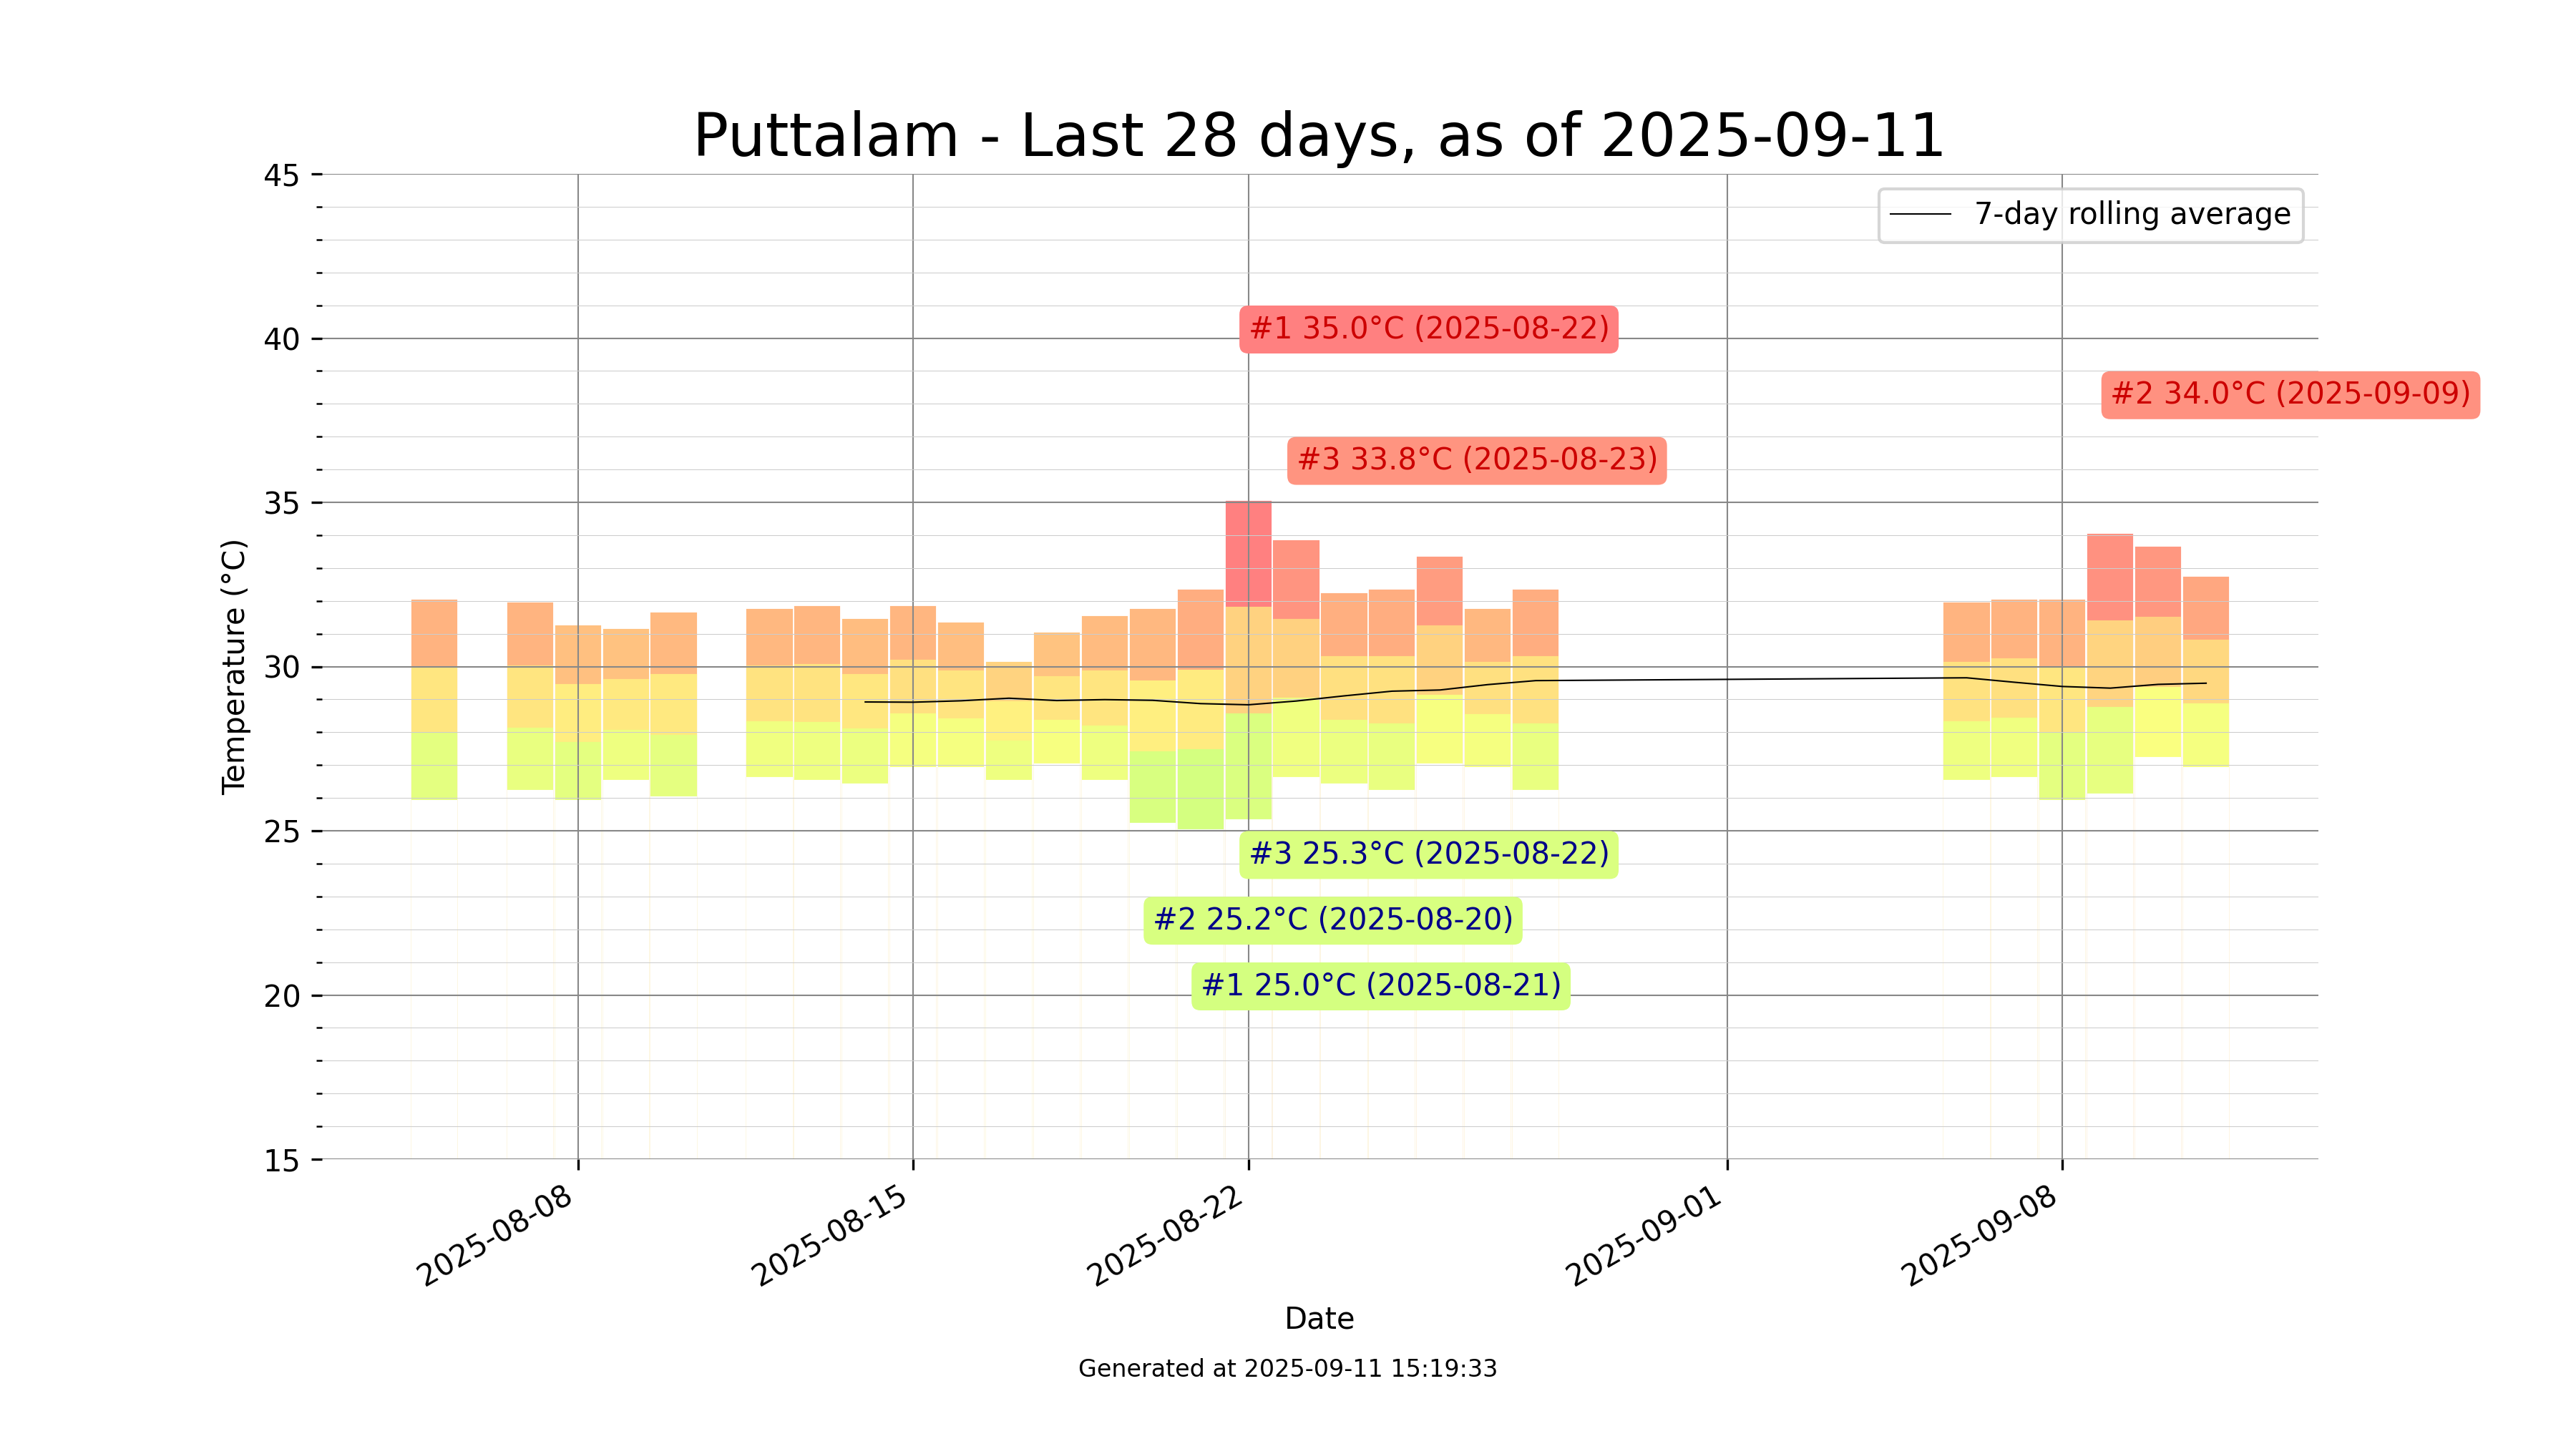 Puttalam - Last 28 days, as of 2025-09-11
45
7-day rolling average
40
#1 35.0°C (2025-08-22)
#2 34.0°C (2025-09-09)
#3 33.8°C (2025-08-23)
35
30
Temperature (°C)
25
#3 25.3°C (2025-08-22)
#2 25.2°C (2025-08-20)
#1 25.0°C (2025-08-21)
20
15
2025-08-08
2025-08-15
2025-08-22
2025-09-01
2025-09-08
Date
Generated at 2025-09-11 15:19:33